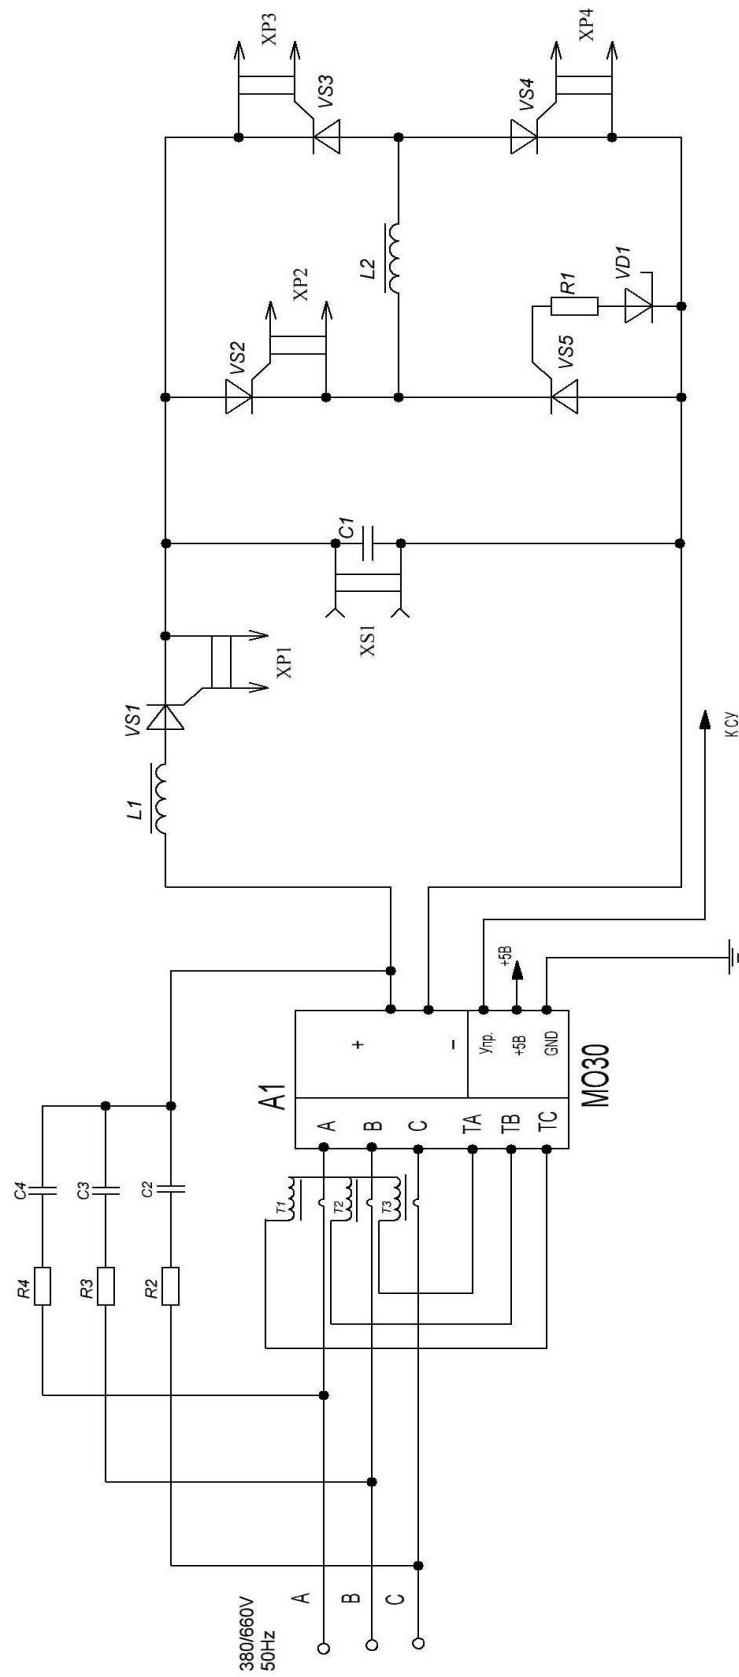 XP3
VS3
XP4
VS4
L2
XP2
VS2
R1
VD1
VS5
C1
XS1
XP1
VS1
L1
К СУ
+5В
A1
+
−
Упр.
+5В
GND
A
B
C
TA
TB
TC
МО30
T1
T2
T3
C4
C3
C2
R4
R3
R2
380/660V
50Hz
A
B
C